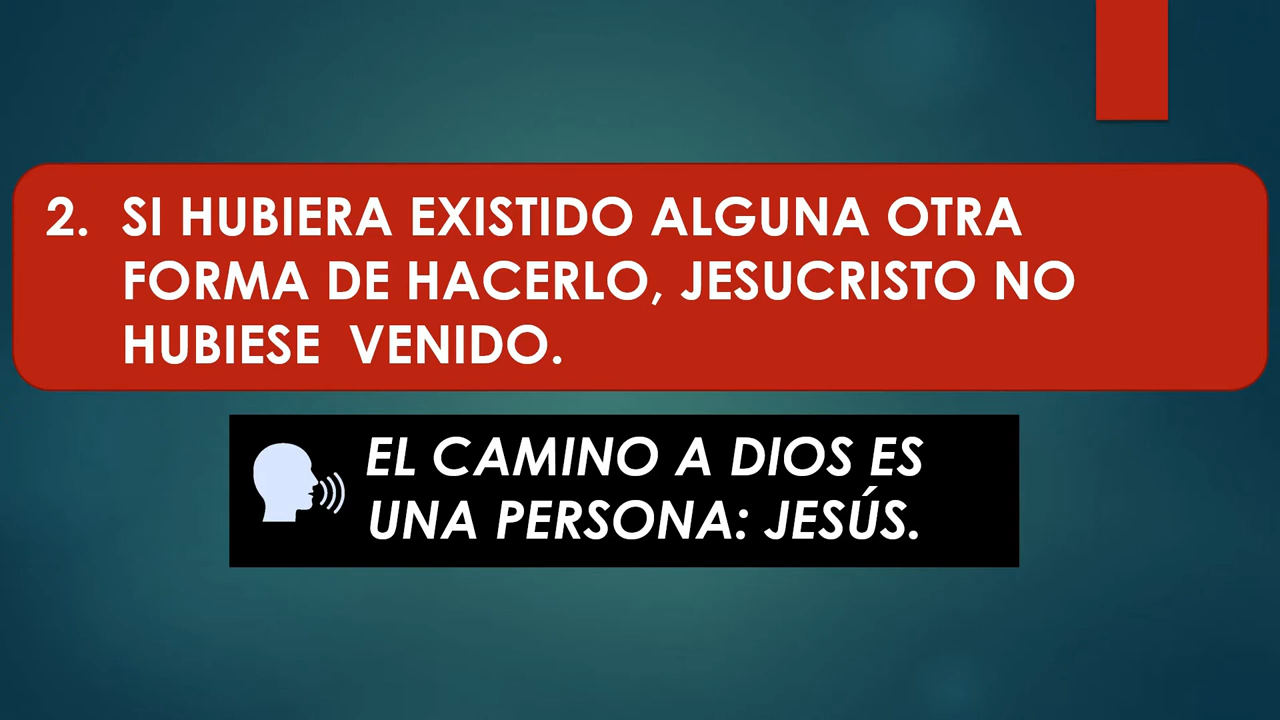 2. SI HUBIERA EXISTIDO ALGUNA OTRA
FORMA DE HACERLO, JESUCRISTO NO
HUBIESE VENIDO.
EL CAMINO A DIOS ES
UNA PERSONA: JESÚS.